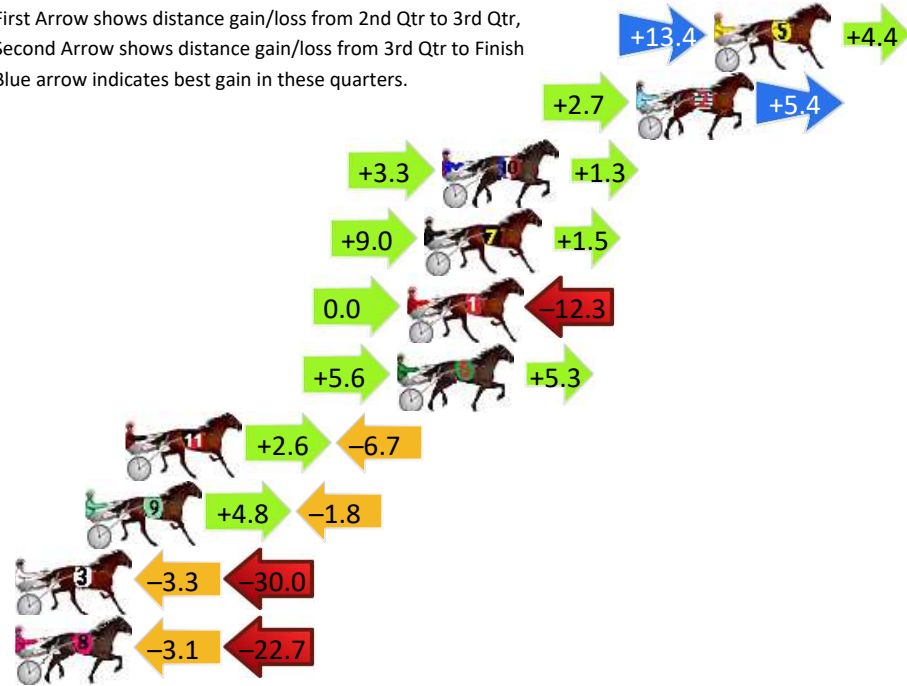 First Arrow shows distance gain/loss from 2nd Qtr to 3rd Qtr,
Second Arrow shows distance gain/loss from 3rd Qtr to Finish
Blue arrow indicates best gain in these quarters.
+13.4 5 +4.4
+2.7 2 +5.4
+3.3 10 +1.3
+9.0 7 +1.5
0.0 1 –12.3
+5.6 6 +5.3
11 +2.6 –6.7
9 +4.8 –1.8
3 –3.3 –30.0
8 –3.1 –22.7